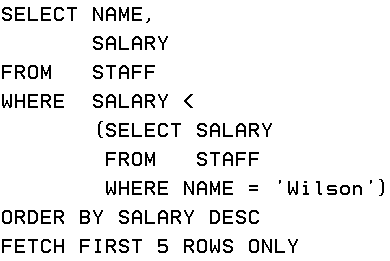 SELECT NAME,
       SALARY
FROM   STAFF
WHERE  SALARY <
       (SELECT SALARY
        FROM   STAFF
        WHERE NAME = 'Wilson')
ORDER BY SALARY DESC
FETCH FIRST 5 ROWS ONLY